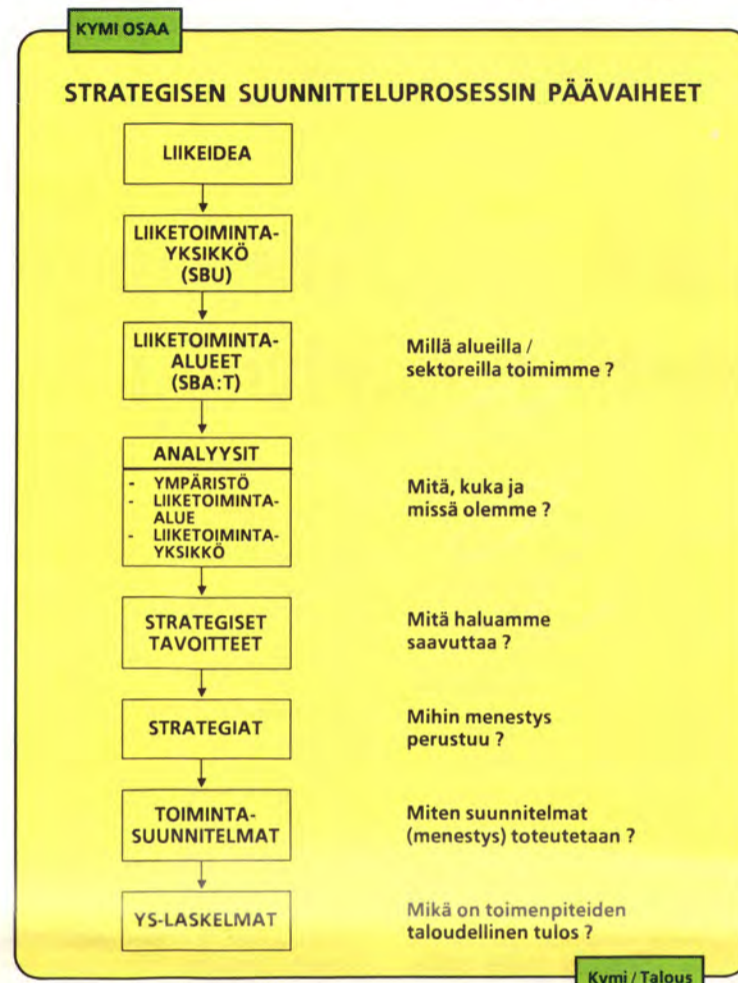 KYMI OSAA
STRATEGISEN SUUNNITTELUPROSESSIN PÄÄVAIHEET
LIIKEIDEA
LIIKETOIMINTA-
YKSIKKÖ
(SBU)
LIIKETOIMINTA-
ALUEET
(SBA:T)
Millä alueilla /
sektoreilla toimimme ?
ANALYYSIT
- YMPÄRISTÖ
- LIIKETOIMINTA-
ALUE
- LIIKETOIMINTA-
YKSIKKÖ
Mitä, kuka ja
missä olemme ?
STRATEGISET
TAVOITTEET
Mitä haluamme
saavuttaa ?
STRATEGIAT
Mihin menestys
perustuu ?
TOIMINTA-
SUUNNITELMAT
Miten suunnitelmat
(menestys) toteutetaan ?
YS-LASKELMAT
Mikä on toimenpiteiden
taloudellinen tulos ?
Kymi / Talous